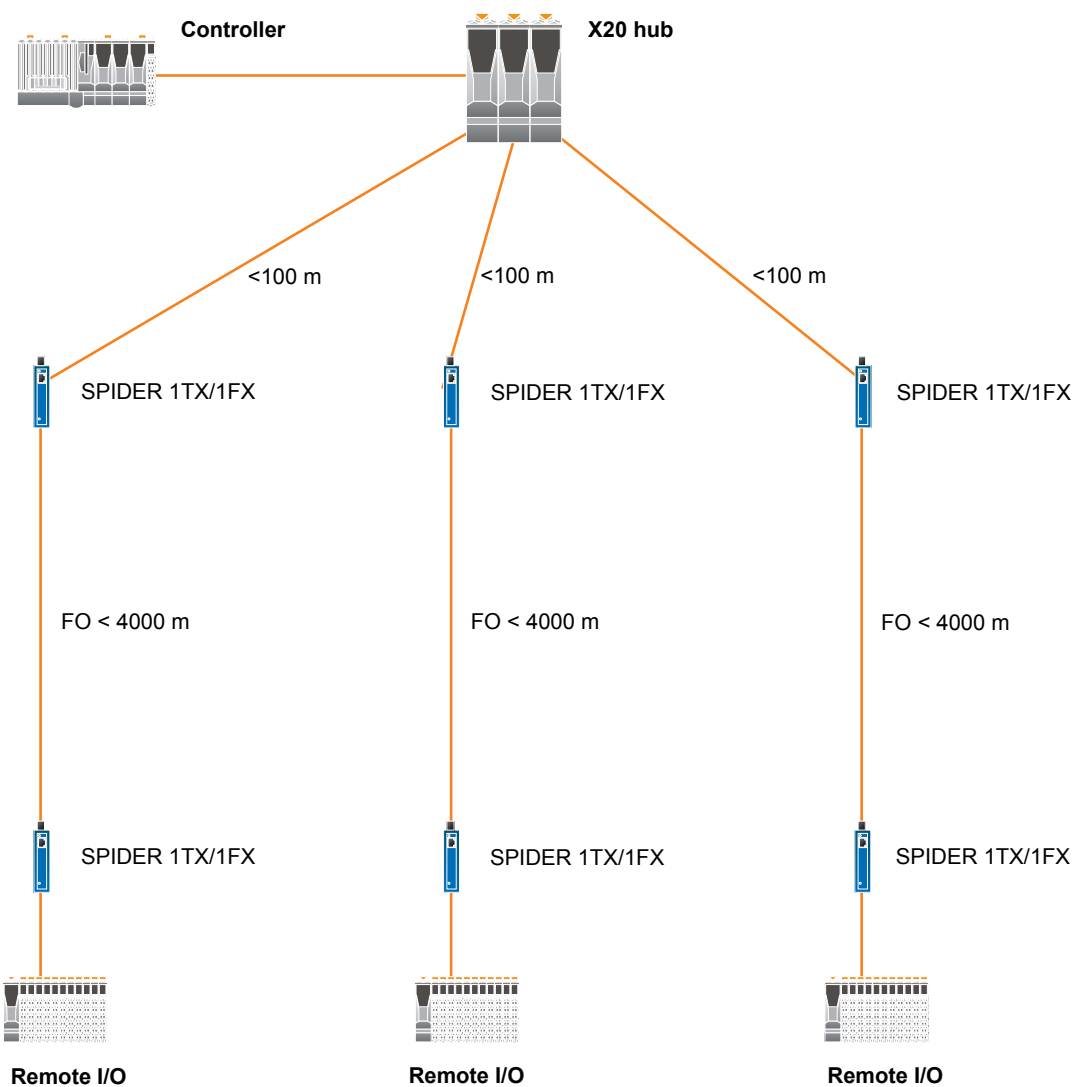 Controller
X20 hub
<100 m
<100 m
<100 m
SPIDER 1TX/1FX
SPIDER 1TX/1FX
SPIDER 1TX/1FX
FO < 4000 m
FO < 4000 m
FO < 4000 m
SPIDER 1TX/1FX
SPIDER 1TX/1FX
SPIDER 1TX/1FX
Remote I/O
Remote I/O
Remote I/O